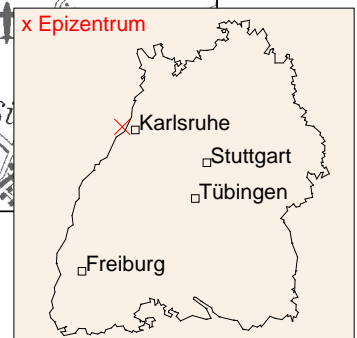 x Epizentrum
Karlsruhe
Stuttgart
Tübingen
Freiburg